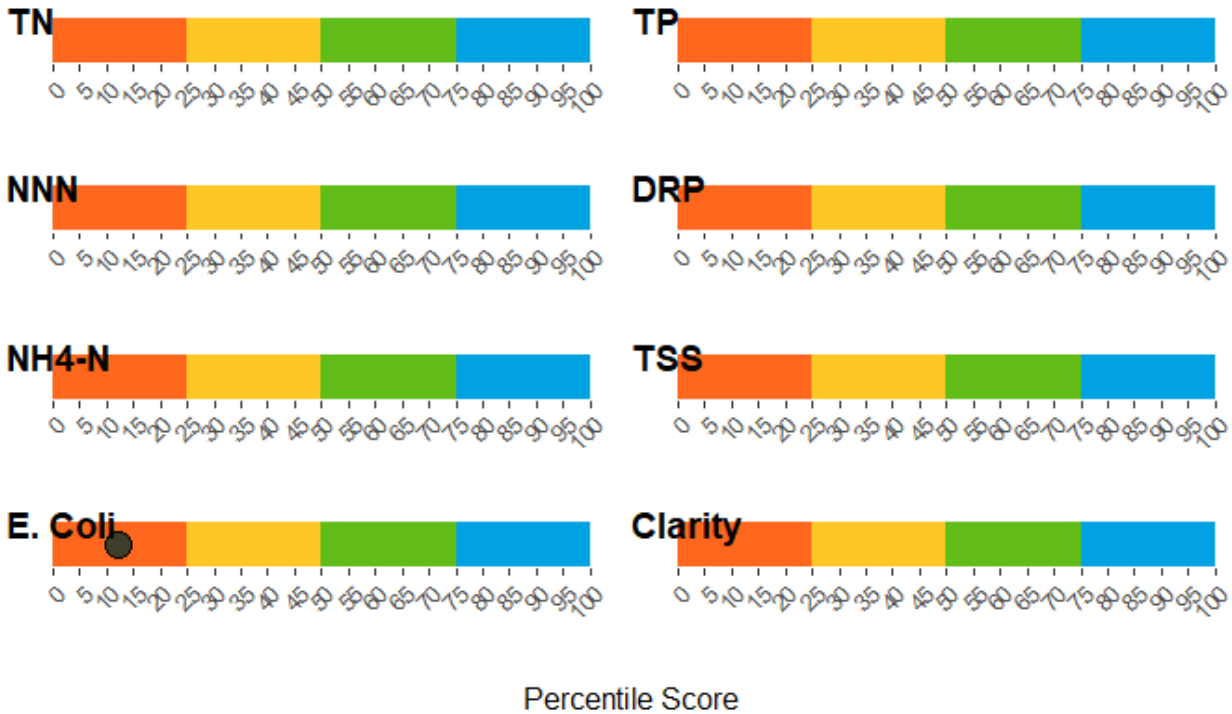 TN
0 5 10 15 20 25 30 35 40 45 50 55 60 65 70 75 80 85 90 95 100
TP
0 5 10 15 20 25 30 35 40 45 50 55 60 65 70 75 80 85 90 95 100
NNN
0 5 10 15 20 25 30 35 40 45 50 55 60 65 70 75 80 85 90 95 100
DRP
0 5 10 15 20 25 30 35 40 45 50 55 60 65 70 75 80 85 90 95 100
NH4-N
0 5 10 15 20 25 30 35 40 45 50 55 60 65 70 75 80 85 90 95 100
TSS
0 5 10 15 20 25 30 35 40 45 50 55 60 65 70 75 80 85 90 95 100
E. Coli
0 5 10 15 20 25 30 35 40 45 50 55 60 65 70 75 80 85 90 95 100
Clarity
0 5 10 15 20 25 30 35 40 45 50 55 60 65 70 75 80 85 90 95 100
Percentile Score